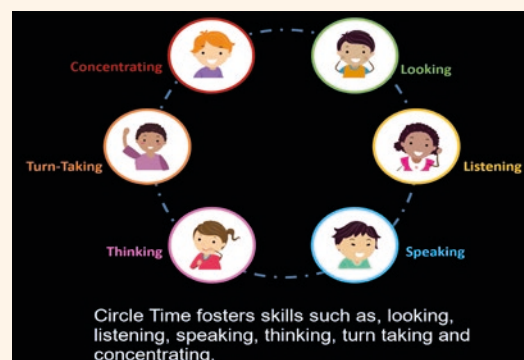 Concentrating
Looking
Turn-Taking
Listening
Thinking
Speaking
Circle Time fosters skills such as, looking,
listening, speaking, thinking, turn taking and
concentrating.